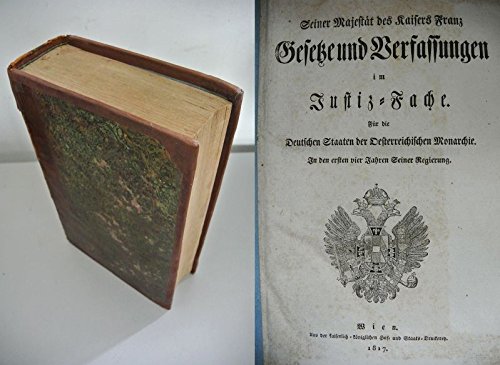 Seiner Majestät des Kaisers Franz
Gesetze und Verfassungen
im
Justiz-Fache.
Für die
Deutschen Staaten der Oesterreichischen Monarchie.
In den ersten vier Jahren Seiner Regierung.
Wien.
Aus der kaiserlich-königlichen Hof- und Staats-Druckerey.
1817.